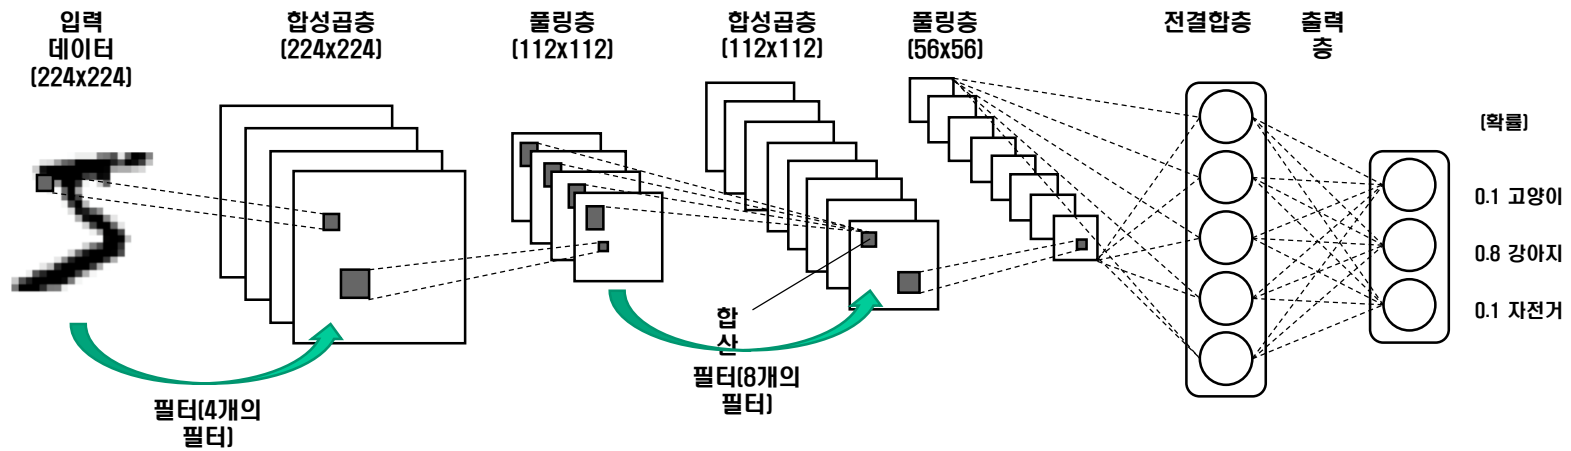 입력
데이터
(224x224)
합성곱층
(224x224)
풀링층
(112x112)
합성곱층
(112x112)
풀링층
(56x56)
전결합층
출력
층
(확률)
0.1 고양이
0.8 강아지
0.1 자전거
합
산
필터(8개의
필터)
필터(4개의
필터)